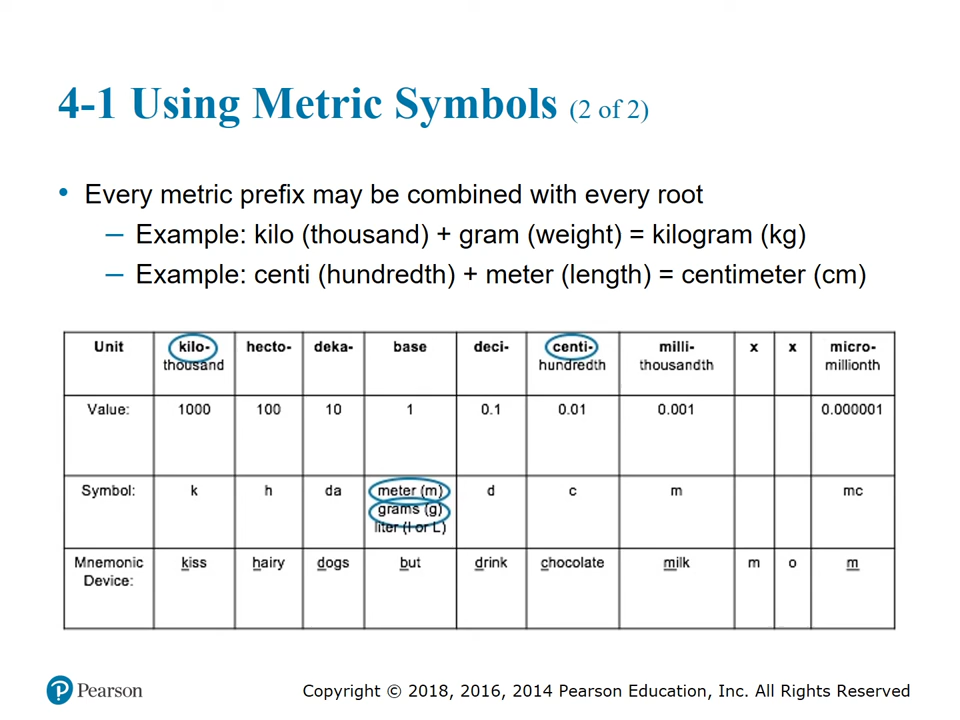 4-1 Using Metric Symbols (2 of 2)
• Every metric prefix may be combined with every root
– Example: kilo (thousand) + gram (weight) = kilogram (kg)
– Example: centi (hundredth) + meter (length) = centimeter (cm)
Unit kilo- thousand hecto- deka- base deci- centi- hundredth milli- thousandth x x micro- millionth
Value: 1000 100 10 1 0.1 0.01 0.001 0.000001
Symbol: k h da meter (m) grams (g) liter (l or L) d c m mc
Mnemonic Device: kiss hairy dogs but drink chocolate milk m o m
Pearson
Copyright © 2018, 2016, 2014 Pearson Education, Inc. All Rights Reserved